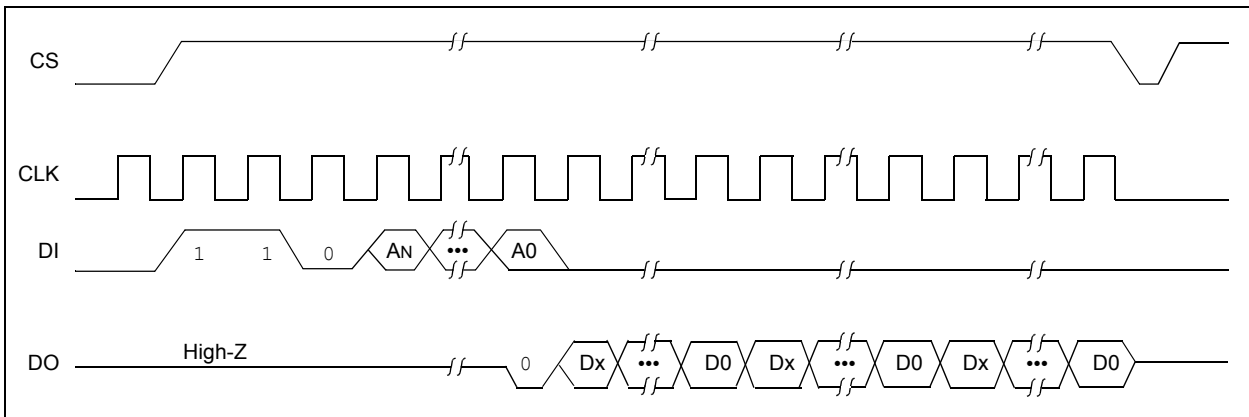 CS
CLK
DI 1 1 0 AN ••• A0
High-Z
DO 0 Dx ••• D0 Dx ••• D0 Dx ••• D0